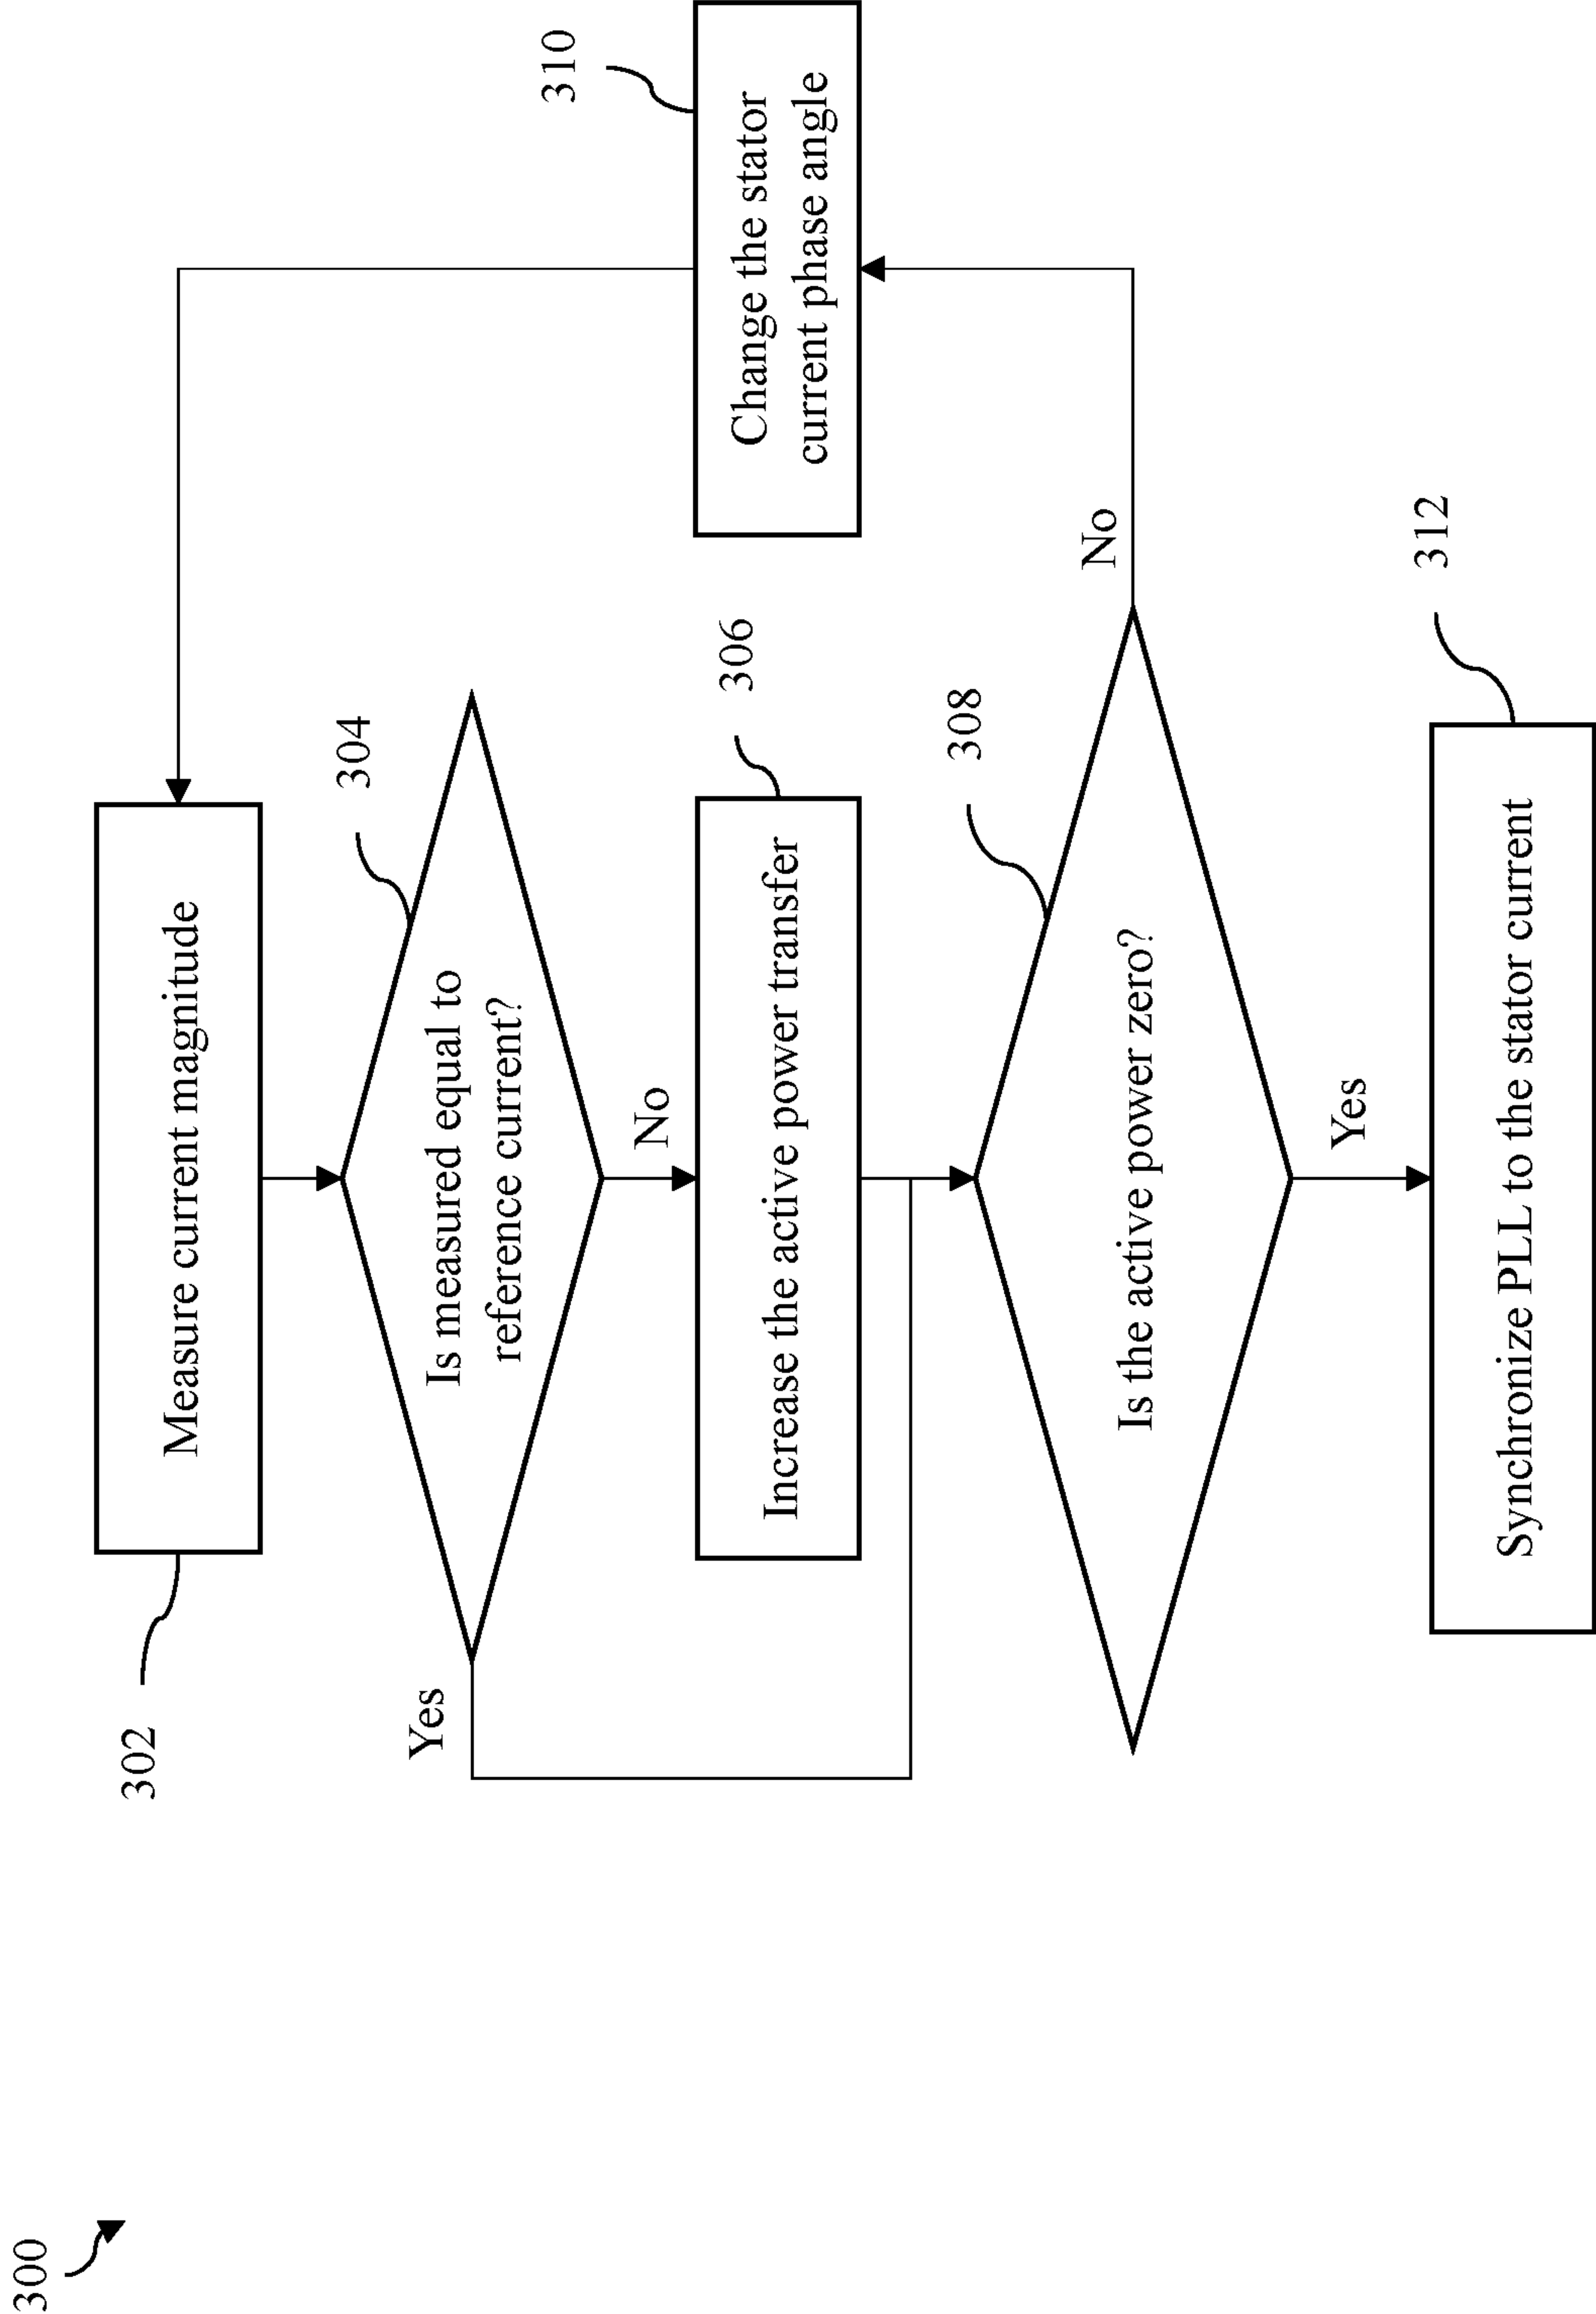 300
302
Measure current magnitude
304
Is measured equal to
reference current?
Yes
No
306
Increase the active power transfer
310
Change the stator
current phase angle
308
Is the active power zero?
No
Yes
312
Synchronize PLL to the stator current